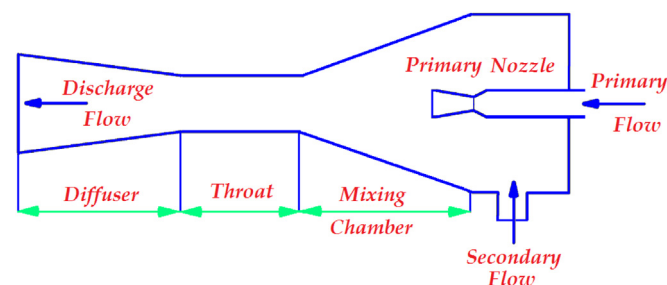 Primary Nozzle
Discharge
Flow
Primary
Flow
Diffuser
Throat
Mixing
Chamber
Secondary
Flow